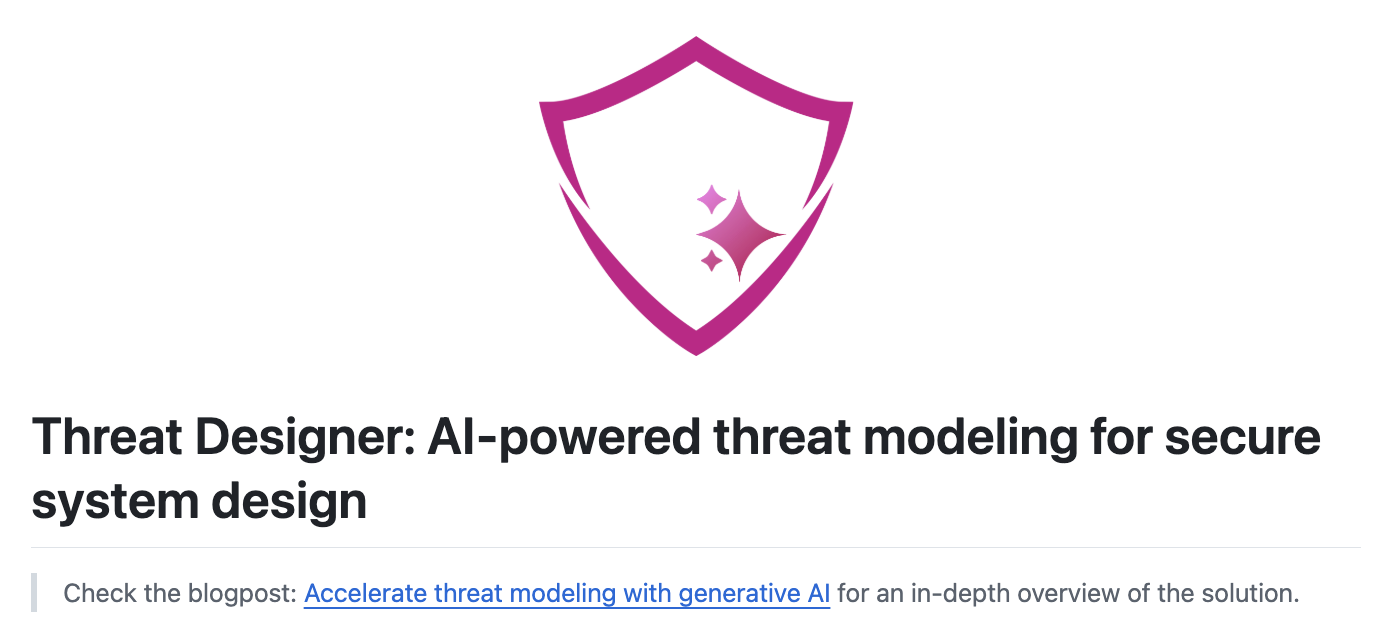 Threat Designer: AI-powered threat modeling for secure
system design
Check the blogpost: Accelerate threat modeling with generative AI for an in-depth overview of the solution.